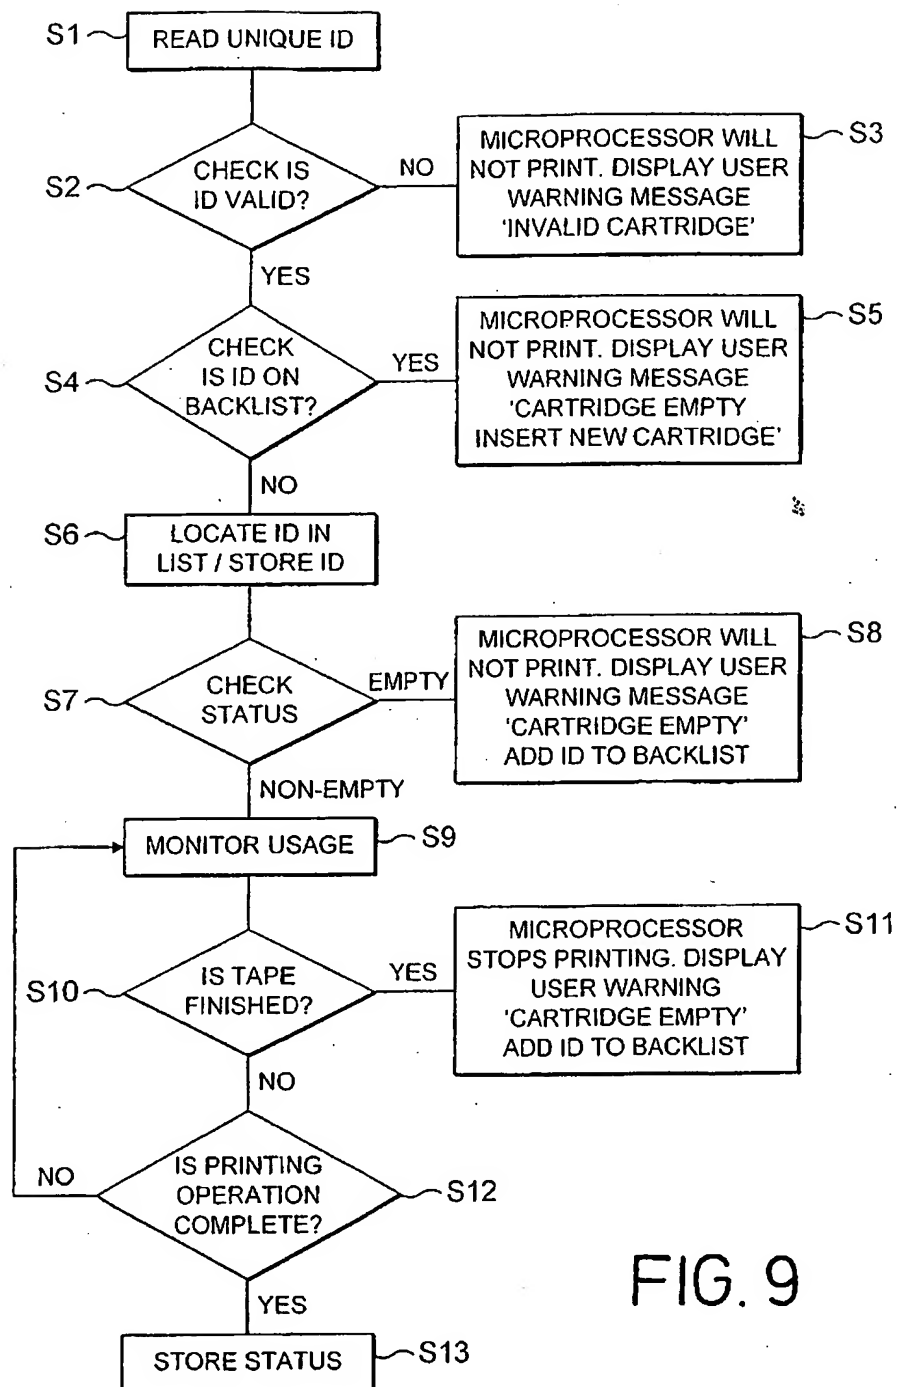 S1
READ UNIQUE ID
S2
CHECK IS
ID VALID?
NO
MICROPROCESSOR WILL
NOT PRINT. DISPLAY USER
WARNING MESSAGE
'INVALID CARTRIDGE'
S3
YES
S4
CHECK
IS ID ON
BACKLIST?
YES
MICROPROCESSOR WILL
NOT PRINT. DISPLAY USER
WARNING MESSAGE
'CARTRIDGE EMPTY
INSERT NEW CARTRIDGE'
S5
NO
S6
LOCATE ID IN
LIST / STORE ID
S7
CHECK
STATUS
EMPTY
MICROPROCESSOR WILL
NOT PRINT. DISPLAY USER
WARNING MESSAGE
'CARTRIDGE EMPTY'
ADD ID TO BACKLIST
S8
NON-EMPTY
MONITOR USAGE
S9
S10
IS TAPE
FINISHED?
YES
MICROPROCESSOR
STOPS PRINTING. DISPLAY
USER WARNING
'CARTRIDGE EMPTY'
ADD ID TO BACKLIST
S11
NO
NO
IS PRINTING
OPERATION
COMPLETE?
S12
YES
STORE STATUS
S13
FIG. 9